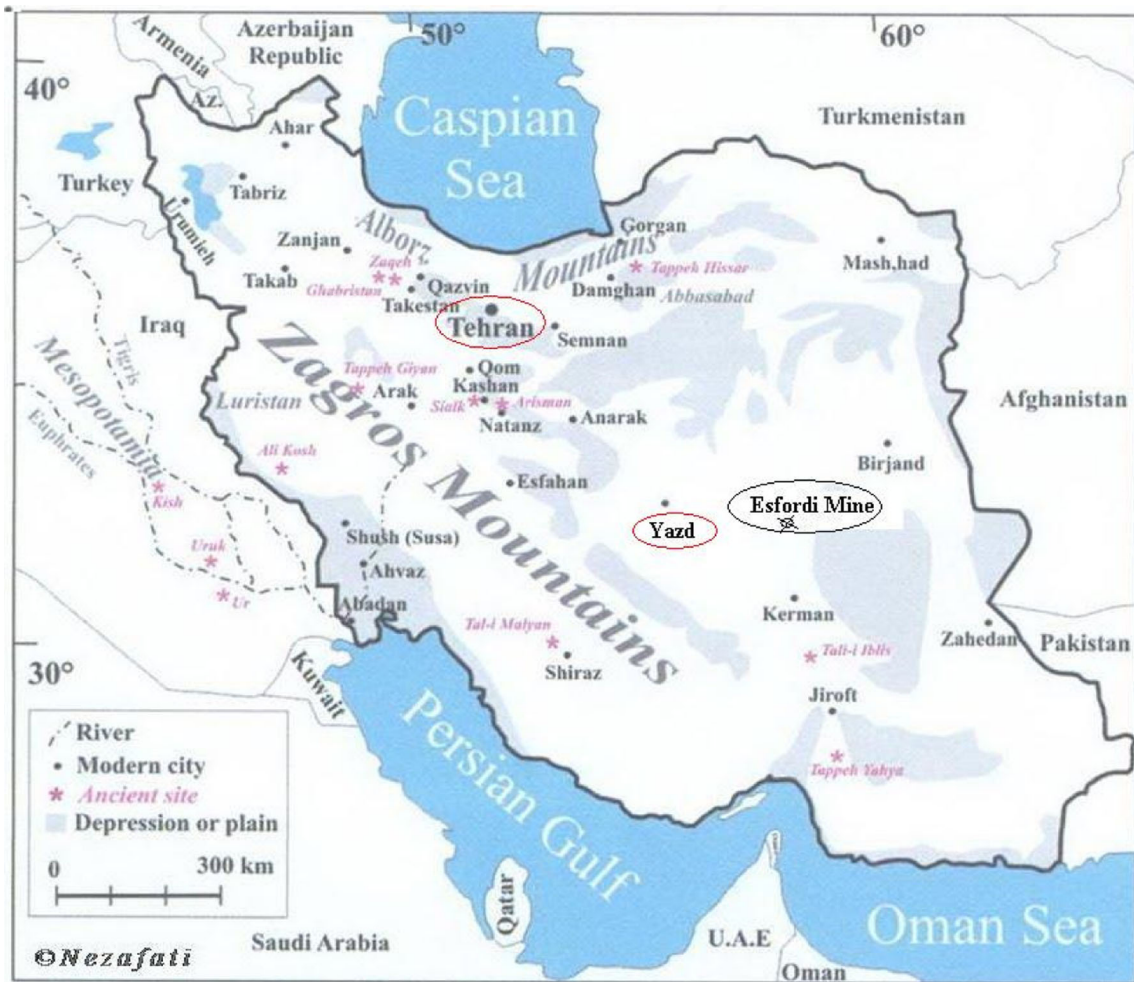 50°
60°
40°
30°
Armenia
Azerbaijan
Republic
Az.
Caspian
Sea
Turkmenistan
Turkey
Ahar
Tabriz
Urumieh
Zanjan
Takab
Alborz
Mountains
Zaqeh
Ghabristan
Qazvin
Takestan
Tehran
Gorgan
Tappeh Hissar
Damghan
Abbasabad
Semnan
Mash,had
Iraq
Mesopotamia
Tigris
Euphrates
Zagros Mountains
Tappeh Giyan
Arak
Luristan
Qom
Kashan
Sialk
Arisman
Natanz
Anarak
Afghanistan
Ali Kosh
Kish
Esfahan
Birjand
Yazd
Esfordi Mine
Shush (Susa)
Uruk
Ahvaz
Ur
Abadan
Kerman
Zahedan
Pakistan
Tal-i Malyan
Shiraz
Tali-i Iblis
Jiroft
Tappeh Yahya
Kuwait
Persian Gulf
Qatar
Saudi Arabia
U.A.E
Oman
Oman Sea
River
Modern city
Ancient site
Depression or plain
0 300 km
©Nezafati